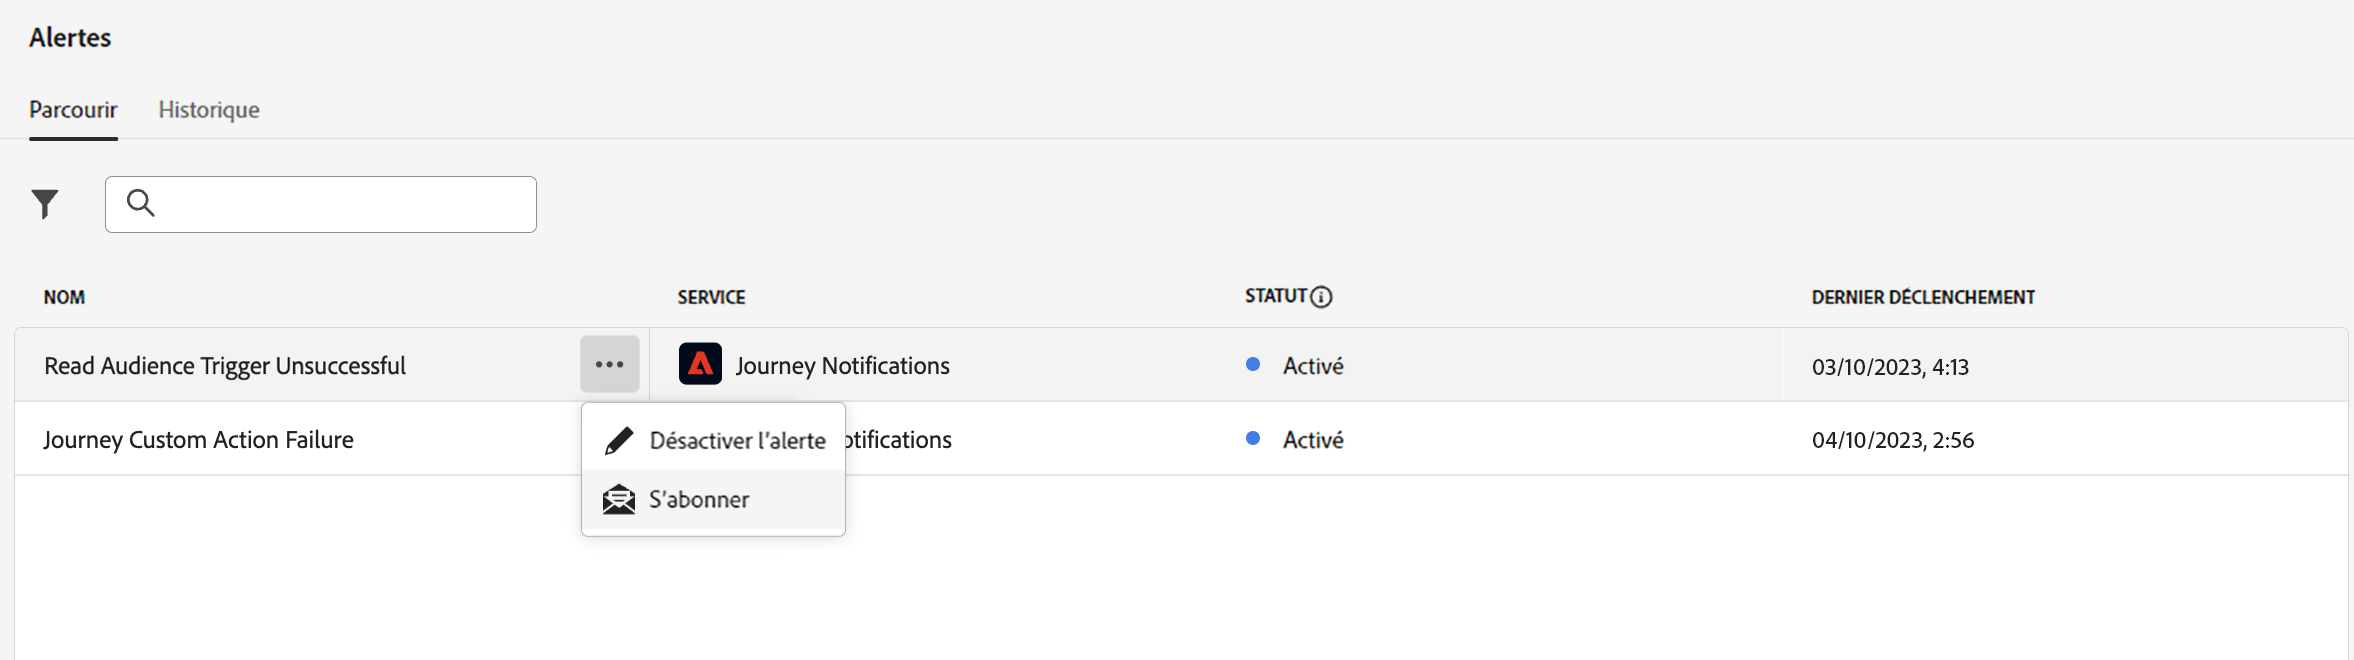 Alertes
Parcourir Historique
NOM SERVICE STATUT DERNIER DÉCLENCHEMENT
Read Audience Trigger Unsuccessful ... Journey Notifications Activé 03/10/2023, 4:13
Journey Custom Action Failure otifications Activé 04/10/2023, 2:56
Désactiver l'alerte
S'abonner